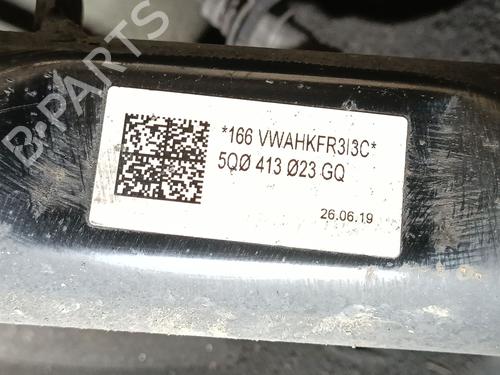 B-PARTS
*166 VWAHKFR3I3C*
5QØ 413 Ø23 GQ
26.06.19